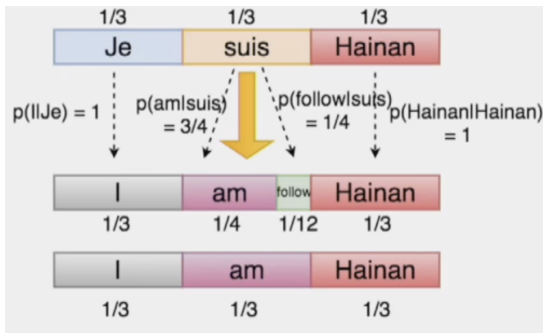 1/3 1/3 1/3
Je suis Hainan
p(I|Je) = 1
p(am|suis)
= 3/4
p(follow|suis)
= 1/4
p(Hainan|Hainan)
= 1
I am follow Hainan
1/3 1/4 1/12 1/3
I am Hainan
1/3 1/3 1/3